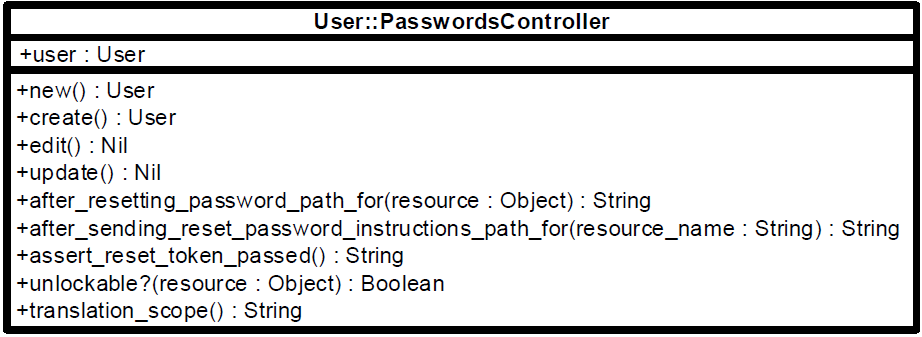 User::PasswordsController
+user : User
+new() : User
+create() : User
+edit() : Nil
+update() : Nil
+after_resetting_password_path_for(resource : Object) : String
+after_sending_reset_password_instructions_path_for(resource_name : String) : String
+assert_reset_token_passed() : String
+unlockable?(resource : Object) : Boolean
+translation_scope() : String